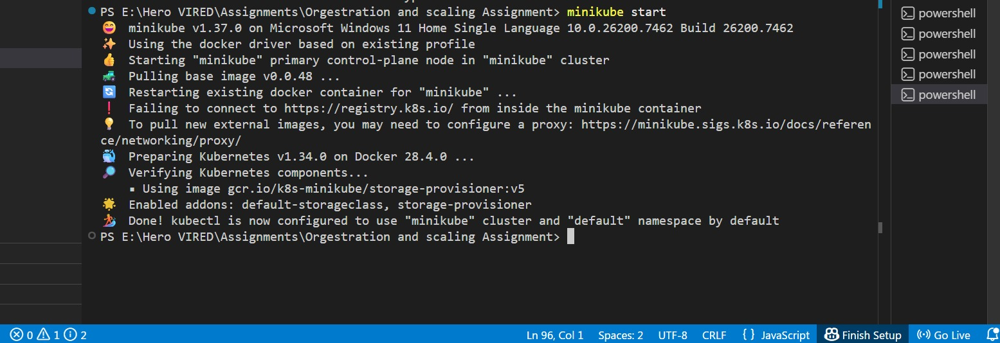 PS E:\Hero VIRED\Assignments\Orgestration and scaling Assignment> minikube start
minikube v1.37.0 on Microsoft Windows 11 Home Single Language 10.0.26200.7462 Build 26200.7462
Using the docker driver based on existing profile
Starting "minikube" primary control-plane node in "minikube" cluster
Pulling base image v0.0.48 ...
Restarting existing docker container for "minikube" ...
Failing to connect to https://registry.k8s.io/ from inside the minikube container
To pull new external images, you may need to configure a proxy: https://minikube.sigs.k8s.io/docs/referen
ce/networking/proxy/
Preparing Kubernetes v1.34.0 on Docker 28.4.0 ...
Verifying Kubernetes components...
▪ Using image gcr.io/k8s-minikube/storage-provisioner:v5
Enabled addons: default-storageclass, storage-provisioner
Done! kubectl is now configured to use "minikube" cluster and "default" namespace by default
PS E:\Hero VIRED\Assignments\Orgestration and scaling Assignment>
powershell
powershell
powershell
powershell
powershell
0 1 2 Ln 96, Col 1 Spaces: 2 UTF-8 CRLF { } JavaScript Finish Setup Go Live